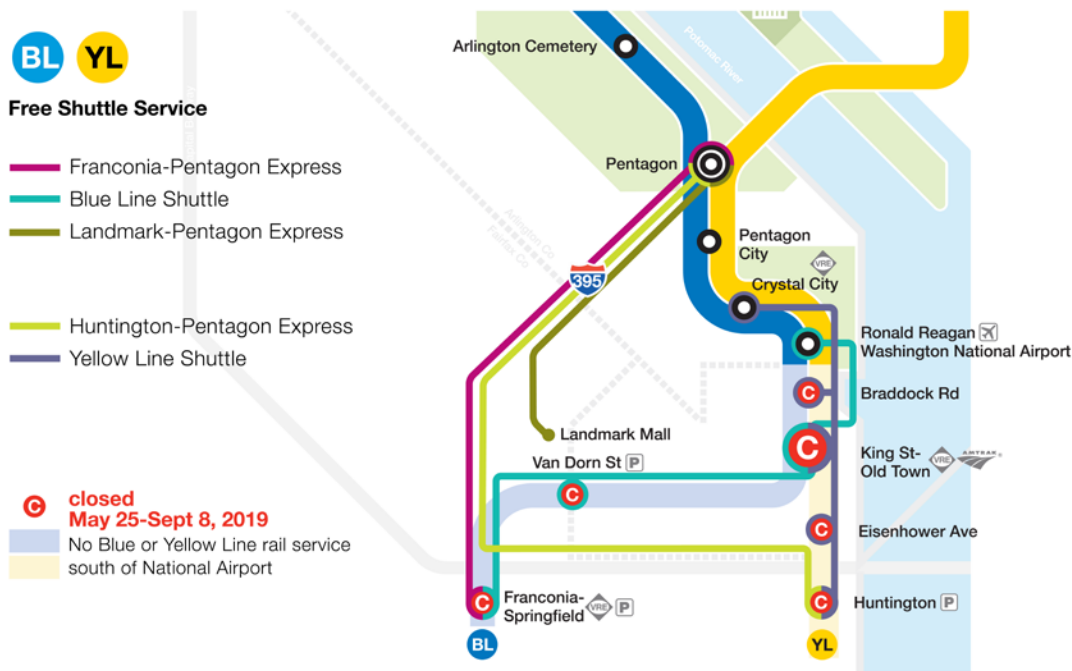 BL YL
Free Shuttle Service
Franconia-Pentagon Express
Blue Line Shuttle
Landmark-Pentagon Express
Huntington-Pentagon Express
Yellow Line Shuttle
C closed
May 25-Sept 8, 2019
No Blue or Yellow Line rail service
south of National Airport
Arlington Cemetery
Potomac River
Pentagon
Arlington Co
Fairfax Co
395
Pentagon
City
VRE
Crystal City
Ronald Reagan
Washington National Airport
C
Braddock Rd
C
King St-
Old Town
VRE
AMTRAK
Landmark Mall
Van Dorn St P
C
C
Eisenhower Ave
C
Franconia-
Springfield
VRE P
C
Huntington P
BL
YL